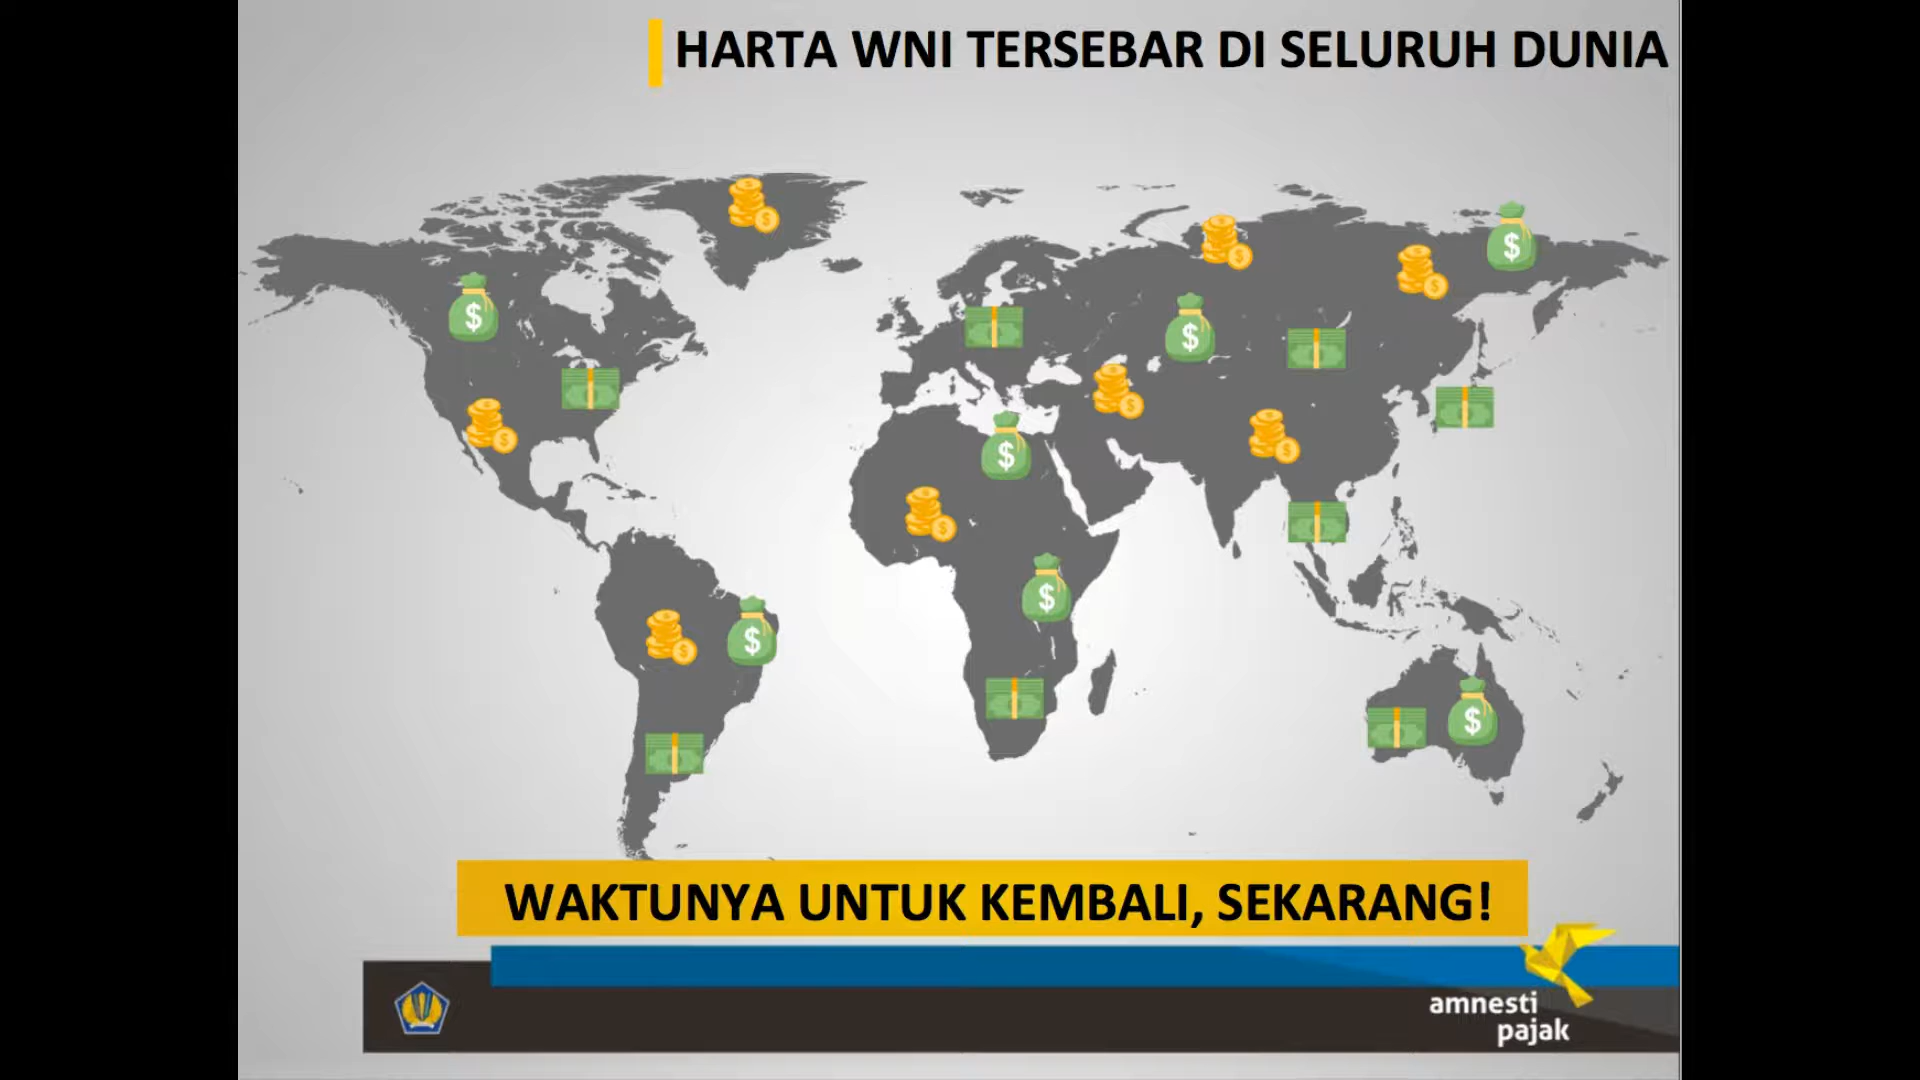 HARTA WNI TERSEBAR DI SELURUH DUNIA
WAKTUNYA UNTUK KEMBALI, SEKARANG!
amnesti
pajak